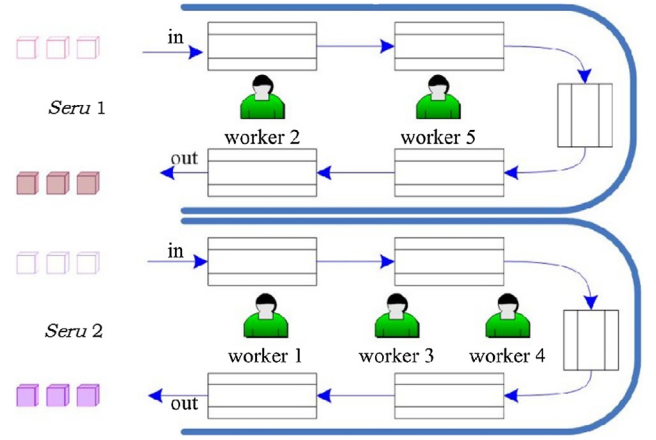 in
Seru 1
worker 2
worker 5
out
in
Seru 2
worker 1
worker 3
worker 4
out